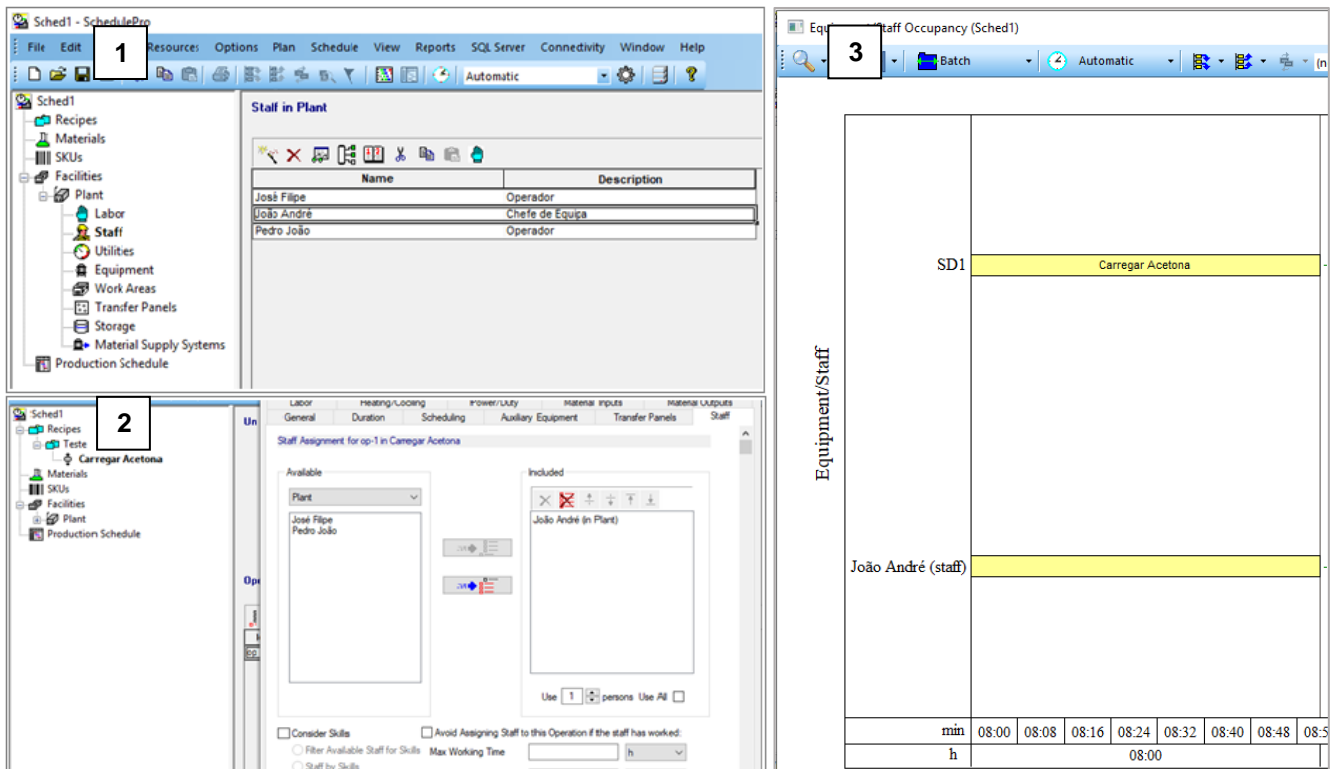 Sched1 - SchedulePro
1
File Edit Resources Options Plan Schedule View Reports SQL Server Connectivity Window Help
Automatic
Sched1
Recipes
Materials
SKUs
Facilities
Plant
Labor
Staff
Utilities
Equipment
Work Areas
Transfer Panels
Storage
Material Supply Systems
Production Schedule
Staff in Plant
Name Description
José Filipe Operador
João André Chefe de Equipa
Pedro João Operador
2
Sched1
Recipes
Teste
Carregar Acetona
Materials
SKUs
Facilities
Plant
Production Schedule
Un
Ope
op
Labor Heating/Cooling Power/Duty Material Inputs Material Outputs
General Duration Scheduling Auxiliary Equipment Transfer Panels Staff
Staff Assignment for op-1 in Carregar Acetona
Available
Plant
José Filipe
Pedro João
Included
João André (in Plant)
Use 1 persons Use All
Consider Skills
Filter Available Staff for Skills
Staff by Skills
Avoid Assigning Staff to this Operation if the staff has worked:
Max Working Time h
3
Equipment/Staff Occupancy (Sched1)
Batch Automatic (n
Equipment/Staff
SD1 Carregar Acetona
João André (staff)
min 08:00 08:08 08:16 08:24 08:32 08:40 08:48 08:5
h 08:00